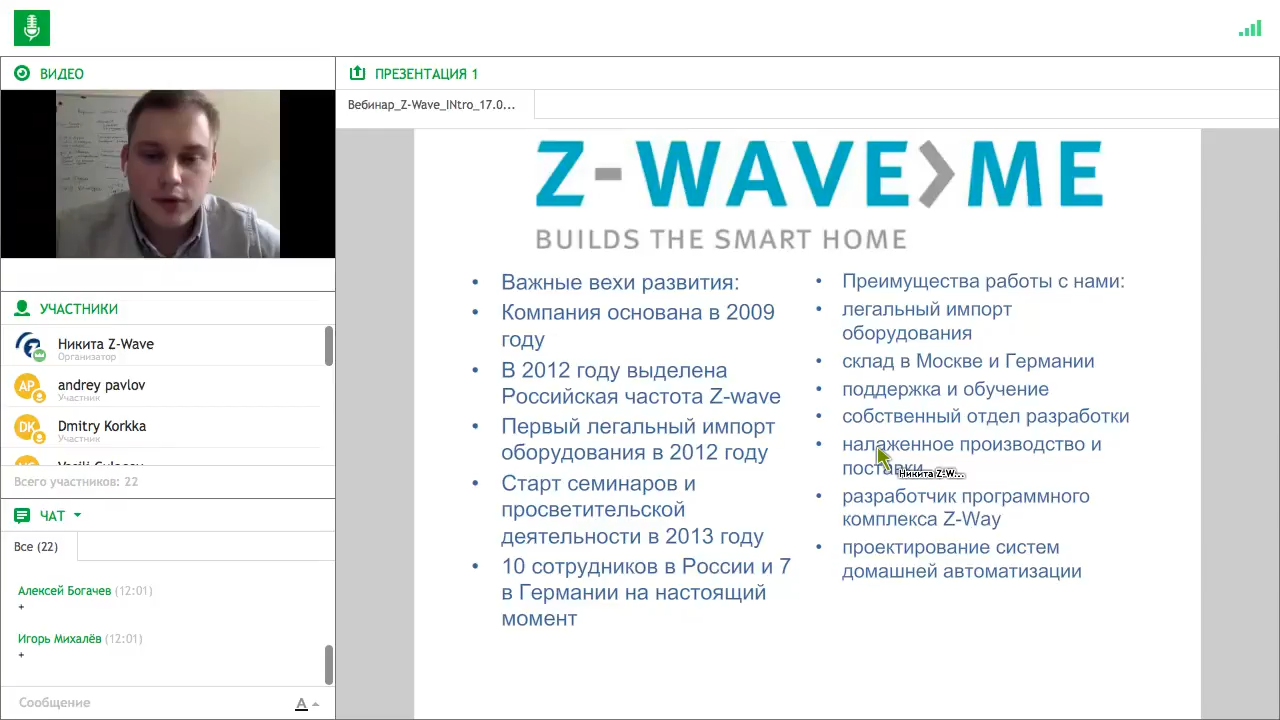 ВИДЕО
ПРЕЗЕНТАЦИЯ 1
Вебинар_Z-Wave_INtro_17.0...
УЧАСТНИКИ
Никита Z-Wave
Организатор
AP
andrey pavlov
Участник
DK
Dmitry Korkka
Участник
Всего участников: 22
ЧАТ
Все (22)
Алексей Богачев (12:01)
+
Игорь Михалёв (12:01)
+
Сообщение
A
Z-WAVE>ME
BUILDS THE SMART HOME
• Важные вехи развития:
• Компания основана в 2009
году
• В 2012 году выделена
Российская частота Z-wave
• Первый легальный импорт
оборудования в 2012 году
• Старт семинаров и
просветительской
деятельности в 2013 году
• 10 сотрудников в России и 7
в Германии на настоящий
момент
• Преимущества работы с нами:
• легальный импорт
оборудования
• склад в Москве и Германии
• поддержка и обучение
• собственный отдел разработки
• налаженное производство и
поставки
Никита Z-W...
• разработчик программного
комплекса Z-Way
• проектирование систем
домашней автоматизации